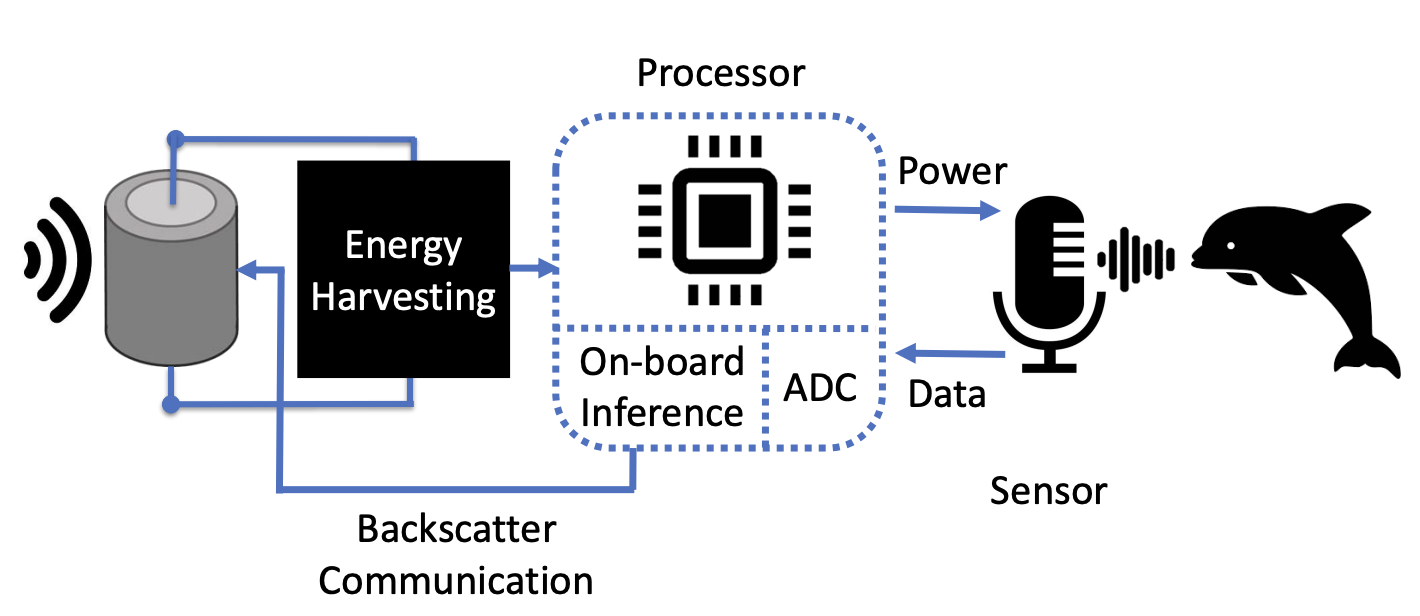 Processor
Power
Energy
Harvesting
On-board
Inference
ADC
Data
Sensor
Backscatter
Communication